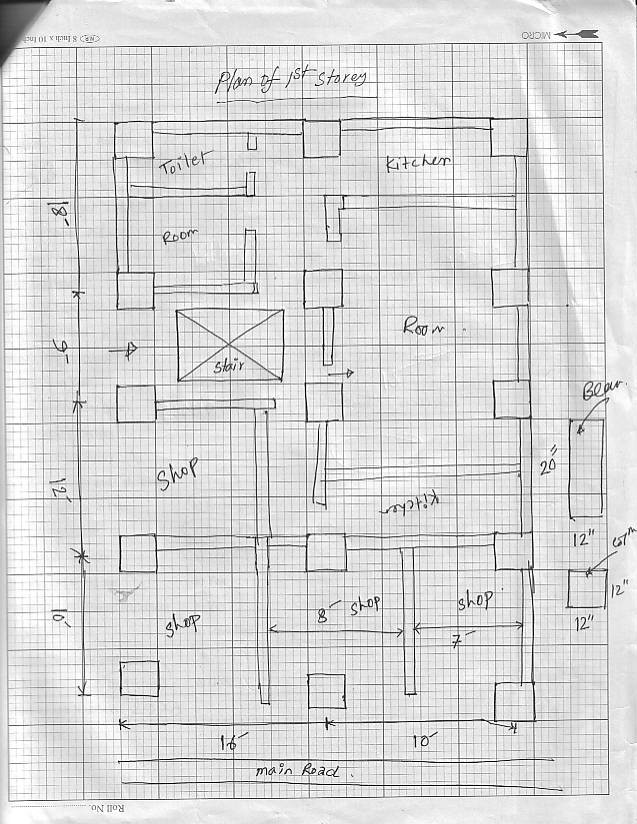 MICRO
8 Inch x 10 Inch
Plan of 1st Storey
Toilet
Kitchen
18'
Room
Room
9'
Stair
Beam
Shop
20"
12'
Kitchen
12"
colmn
10'
Shop
8' Shop
Shop
12"
12"
7'
16'
10'
main Road.
Roll No.